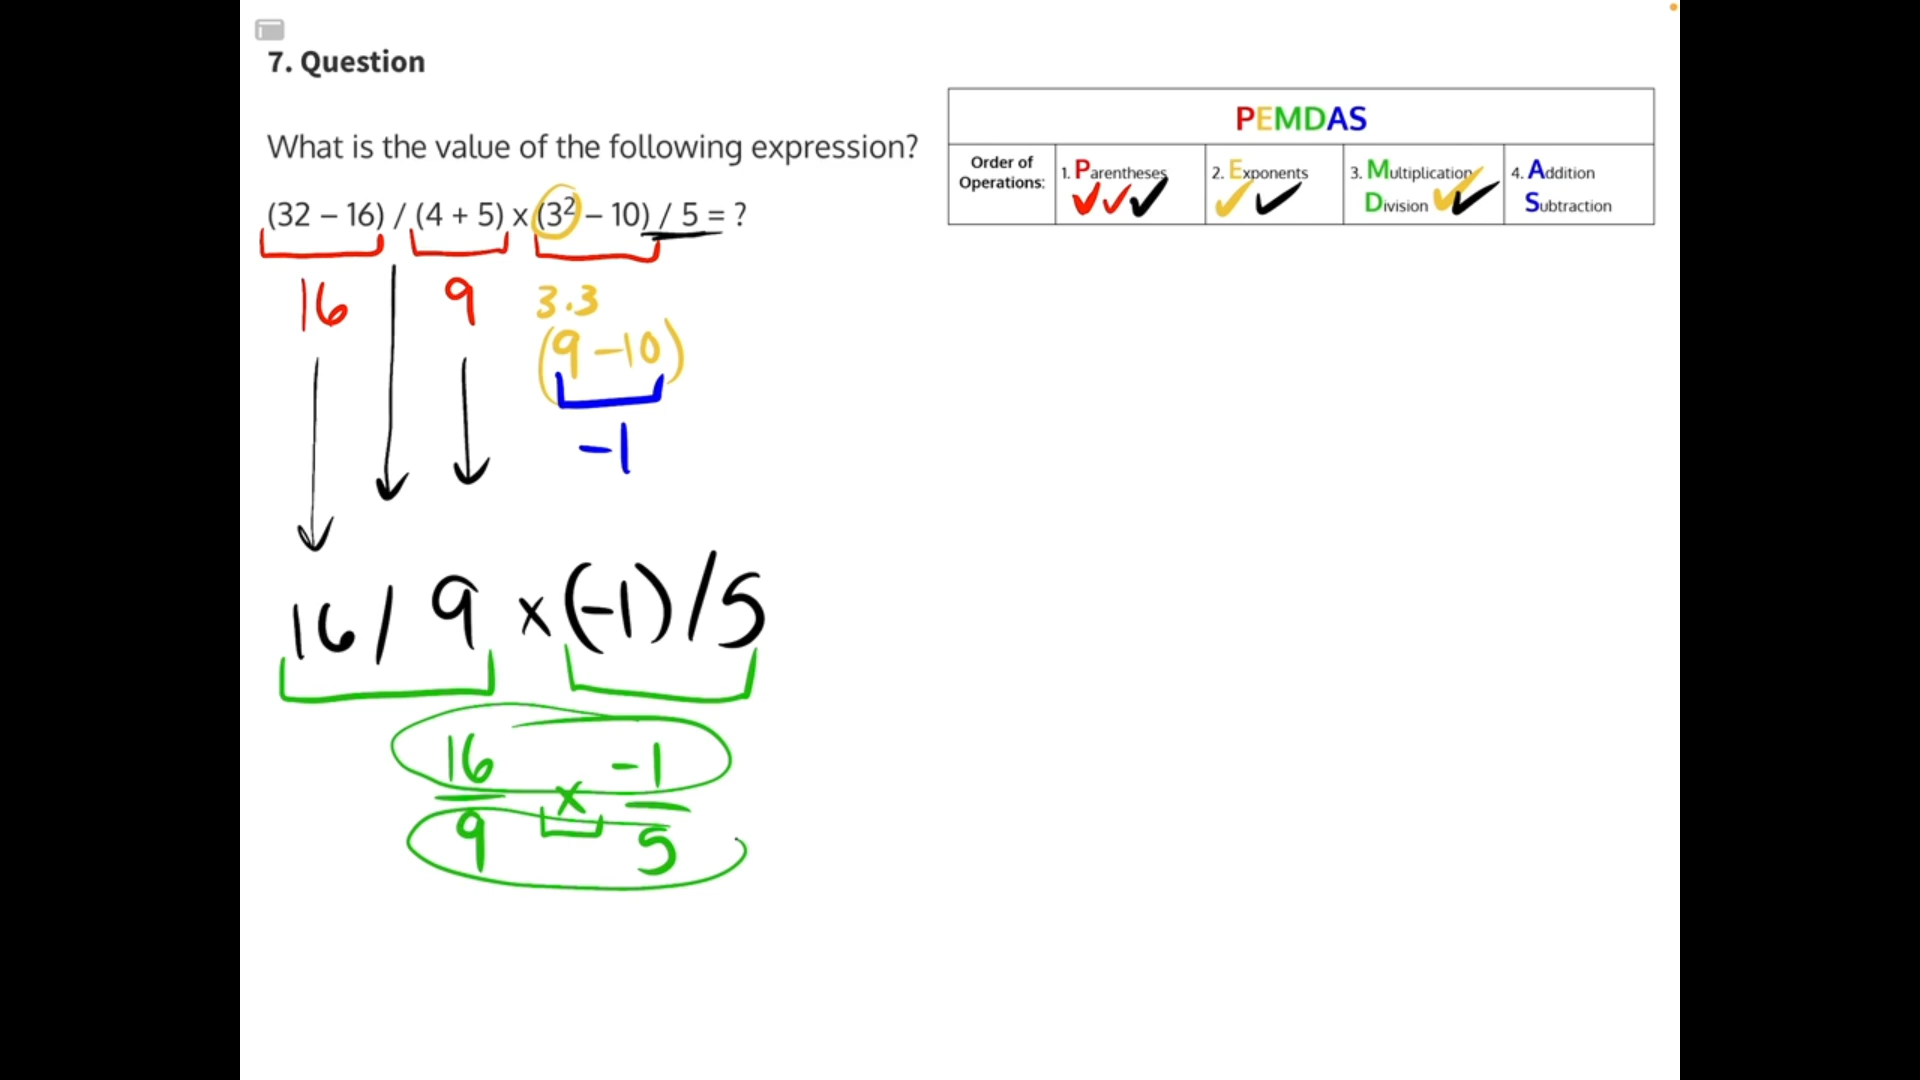 7. Question
What is the value of the following expression?
(32 – 16) / (4 + 5) x (3² – 10) / 5 = ?
PEMDAS
Order of Operations:
1. Parentheses
2. Exponents
3. Multiplication
Division
4. Addition
Subtraction
16 9 3.3
(9 – 10)
-1
16 / 9 x (-1) / 5
16 -1
x
9 5